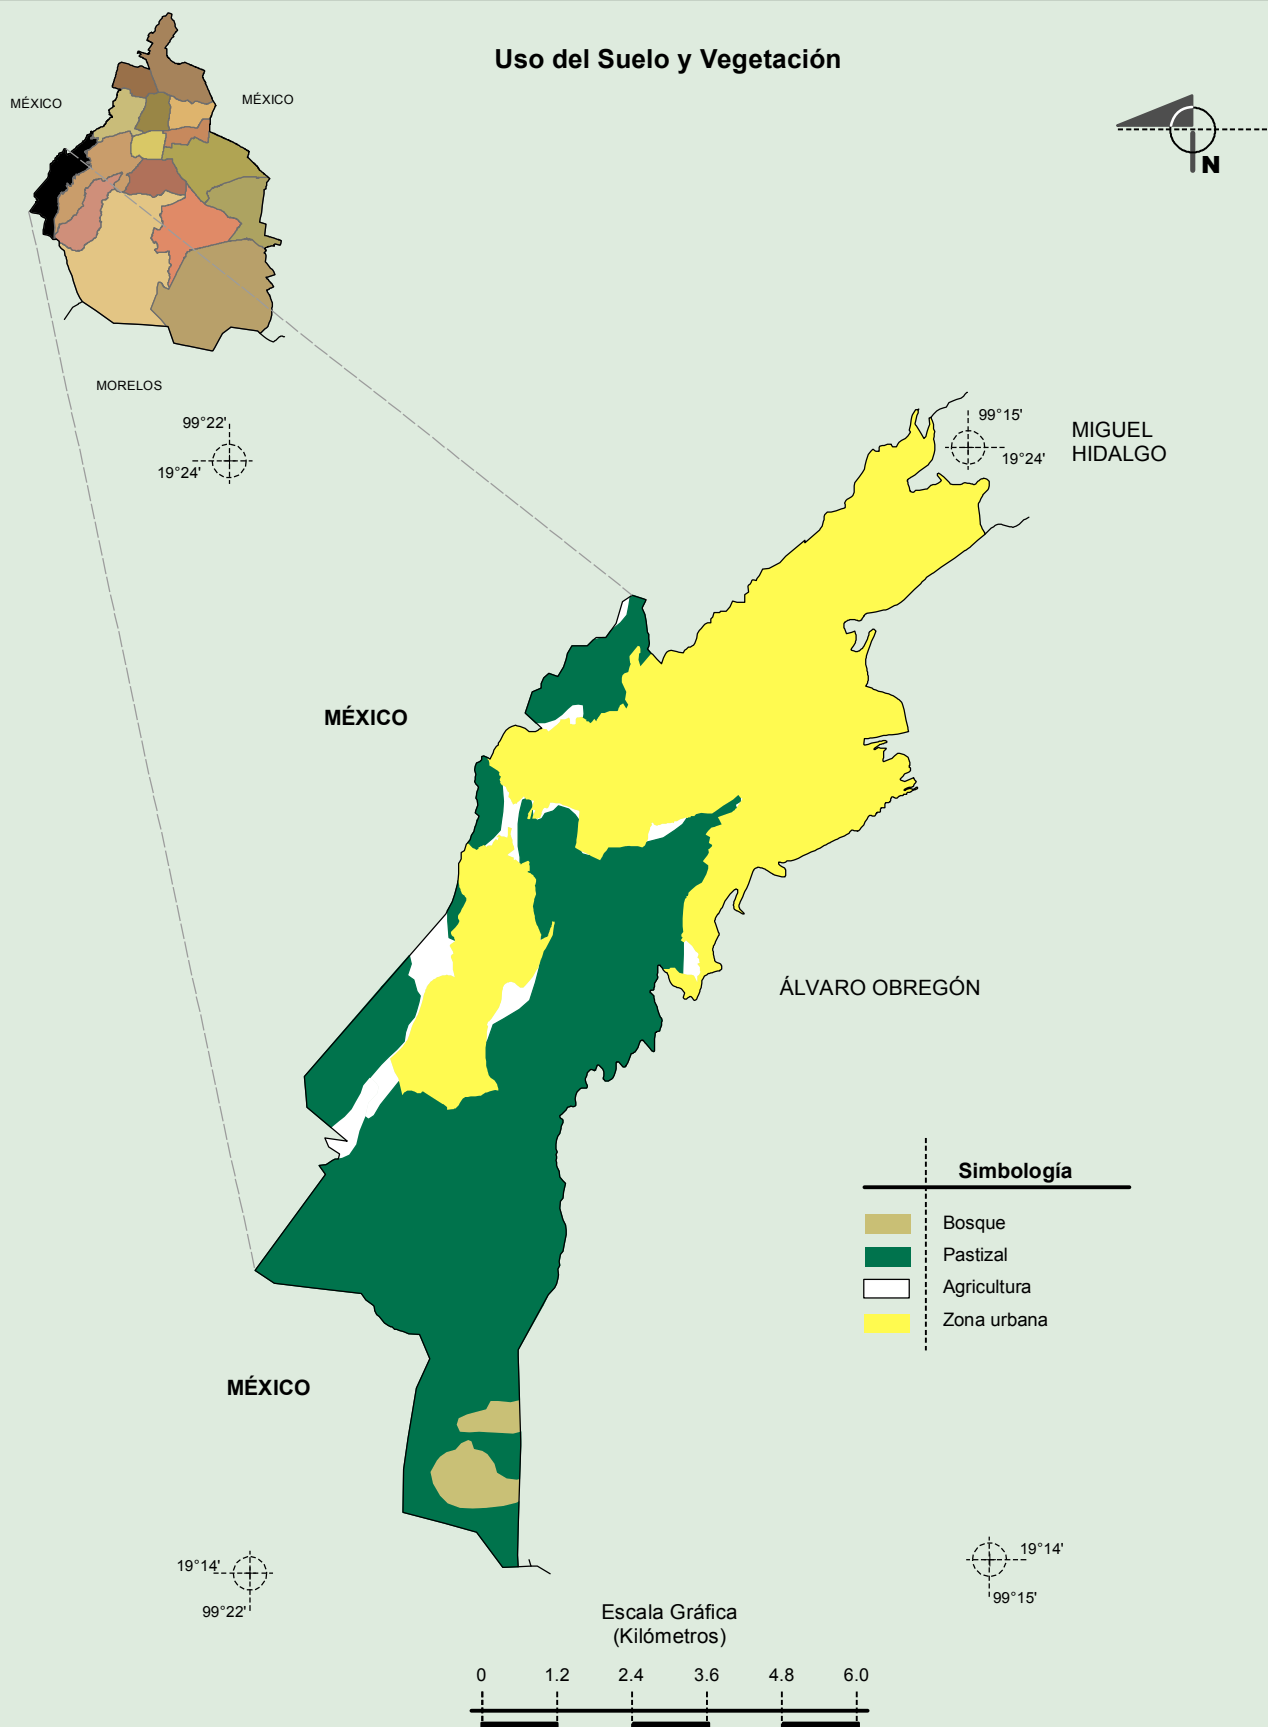 Uso del Suelo y Vegetación
MÉXICO
MÉXICO
N
MORELOS
99°22'
19°24'
99°15'
19°24'
MIGUEL
HIDALGO
MÉXICO
ÁLVARO OBREGÓN
Simbología
Bosque
Pastizal
Agricultura
Zona urbana
MÉXICO
19°14'
99°22'
19°14'
99°15'
Escala Gráfica
(Kilómetros)
0 1.2 2.4 3.6 4.8 6.0